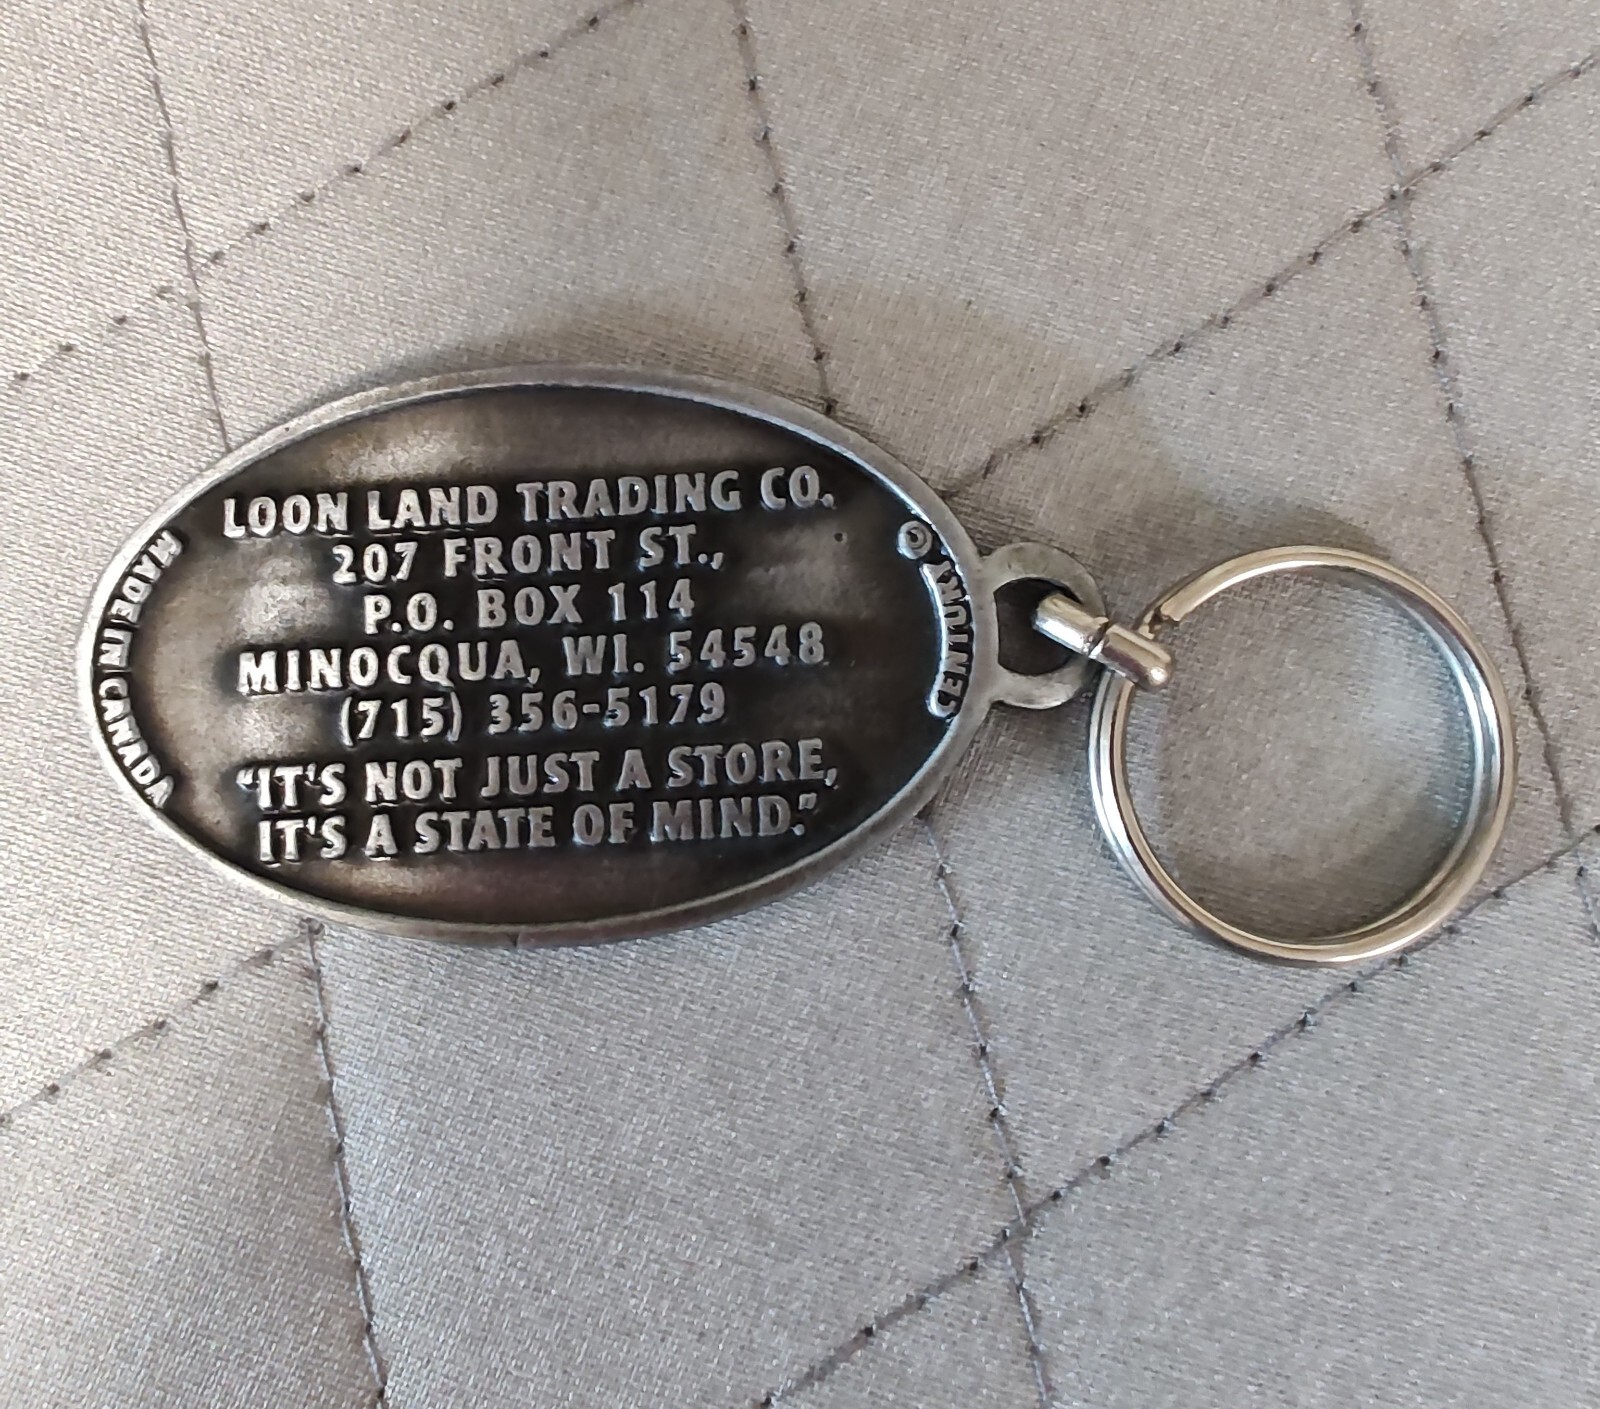 LOON LAND TRADING CO.
207 FRONT ST.,
P.O. BOX 114
MINOCQUA, WI. 54548
(715) 356-5179
"IT'S NOT JUST A STORE,
IT'S A STATE OF MIND."
MADE IN CANADA
© CENTURY